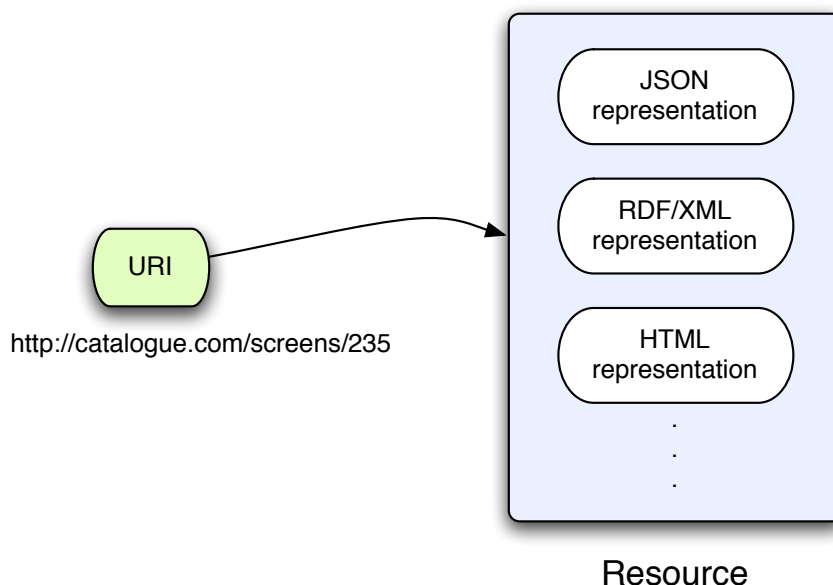 JSON
representation
RDF/XML
representation
URI
http://catalogue.com/screens/235
HTML
representation
.
.
.
Resource